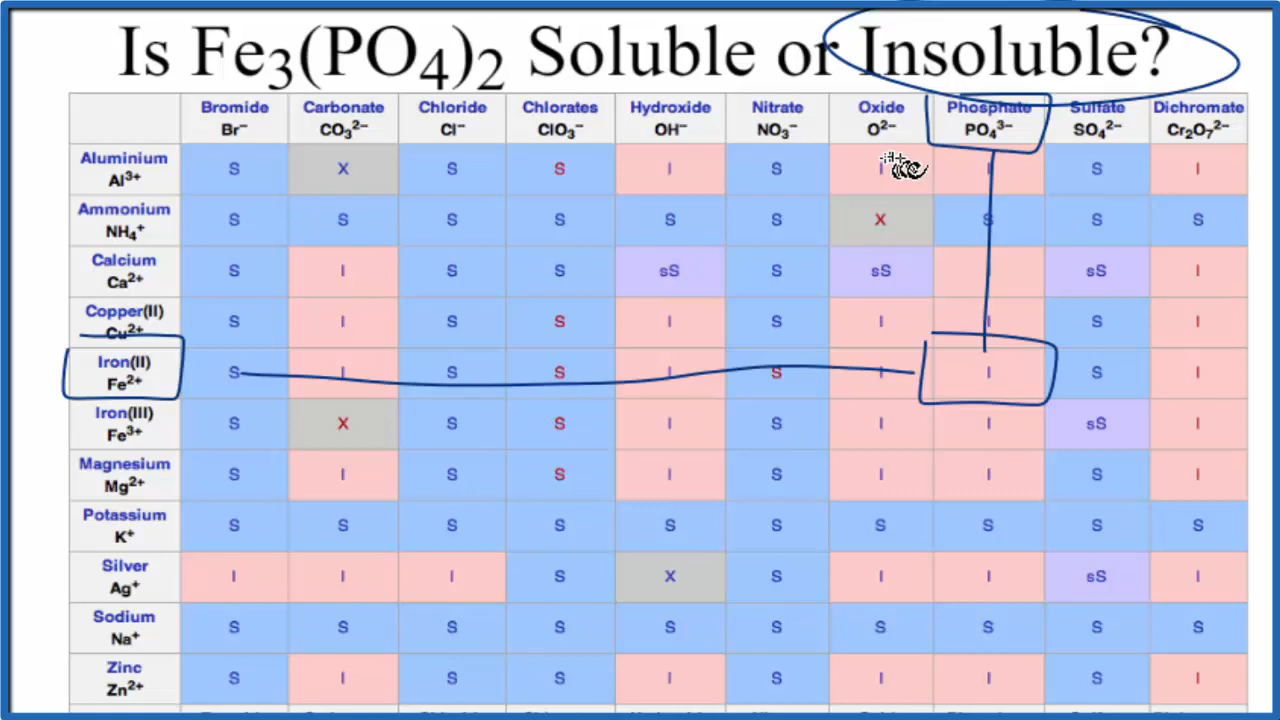 Is Fe₃(PO₄)₂ Soluble or Insoluble?
Bromide Carbonate Chloride Chlorates Hydroxide Nitrate Oxide Phosphate Sulfate Dichromate
Br⁻ CO₃²⁻ Cl⁻ ClO₃⁻ OH⁻ NO₃⁻ O²⁻ PO₄³⁻ SO₄²⁻ Cr₂O₇²⁻
Aluminium
Al³⁺ S X S S I S I I S I
Ammonium
NH₄⁺ S S S S S S X S S S
Calcium
Ca²⁺ S I S S sS S sS I sS I
Copper(II)
Cu²⁺ S I S S I S I I S I
Iron(II)
Fe²⁺ S I S S I S I I S I
Iron(III)
Fe³⁺ S X S S I S I I sS I
Magnesium
Mg²⁺ S I S S I S I I S I
Potassium
K⁺ S S S S S S S S S S
Silver
Ag⁺ I I I S X S I I sS I
Sodium
Na⁺ S S S S S S S S S S
Zinc
Zn²⁺ S I S S I S I I S I